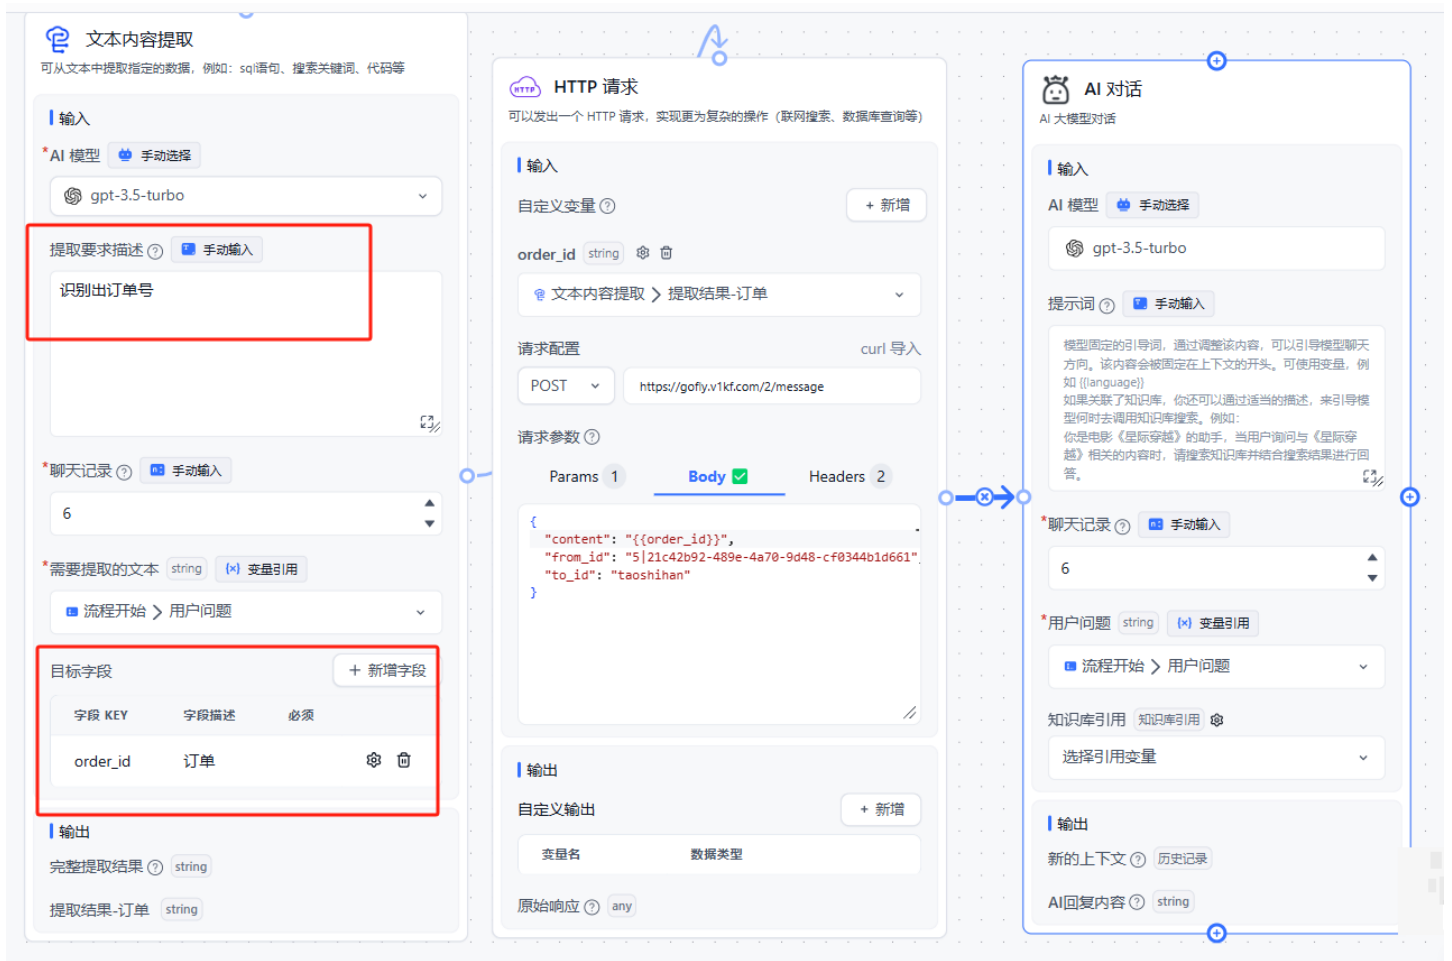 文本内容提取
可从文本中提取指定的数据，例如：sql语句、搜索关键词、代码等
输入
*AI 模型 手动选择
gpt-3.5-turbo
提取要求描述 ? 手动输入
识别出订单号
*聊天记录 ? 手动输入
6
*需要提取的文本 string 变量引用
流程开始 > 用户问题
目标字段 + 新增字段
字段 KEY 字段描述 必须
order_id 订单
输出
完整提取结果 ? string
提取结果-订单 string
HTTP 请求
可以发出一个 HTTP 请求，实现更为复杂的操作（联网搜索、数据库查询等）
输入
自定义变量 ? + 新增
order_id string
文本内容提取 > 提取结果-订单
请求配置 curl 导入
POST https://gofly.v1kf.com/2/message
请求参数 ?
Params 1 Body Headers 2
{
"content": "{{order_id}}",
"from_id": "5|21c42b92-489e-4a70-9d48-cf0344b1d661",
"to_id": "taoshihan"
}
输出
自定义输出 + 新增
变量名 数据类型
原始响应 ? any
AI 对话
AI 大模型对话
输入
AI 模型 手动选择
gpt-3.5-turbo
提示词 ? 手动输入
模型固定的引导词，通过调整该内容，可以引导模型聊天
方向。该内容会被固定在上下文的开头。可使用变量，例
如 {{language}}
如果关联了知识库，你还可以通过适当的描述，来引导模
型何时去调用知识库搜索。例如：
你是电影《星际穿越》的助手，当用户询问与《星际穿
越》相关的内容时，请搜索知识库并结合搜索结果进行回
答。
*聊天记录 ? 手动输入
6
*用户问题 string 变量引用
流程开始 > 用户问题
知识库引用 知识库引用
选择引用变量
输出
新的上下文 ? 历史记录
AI回复内容 ? string